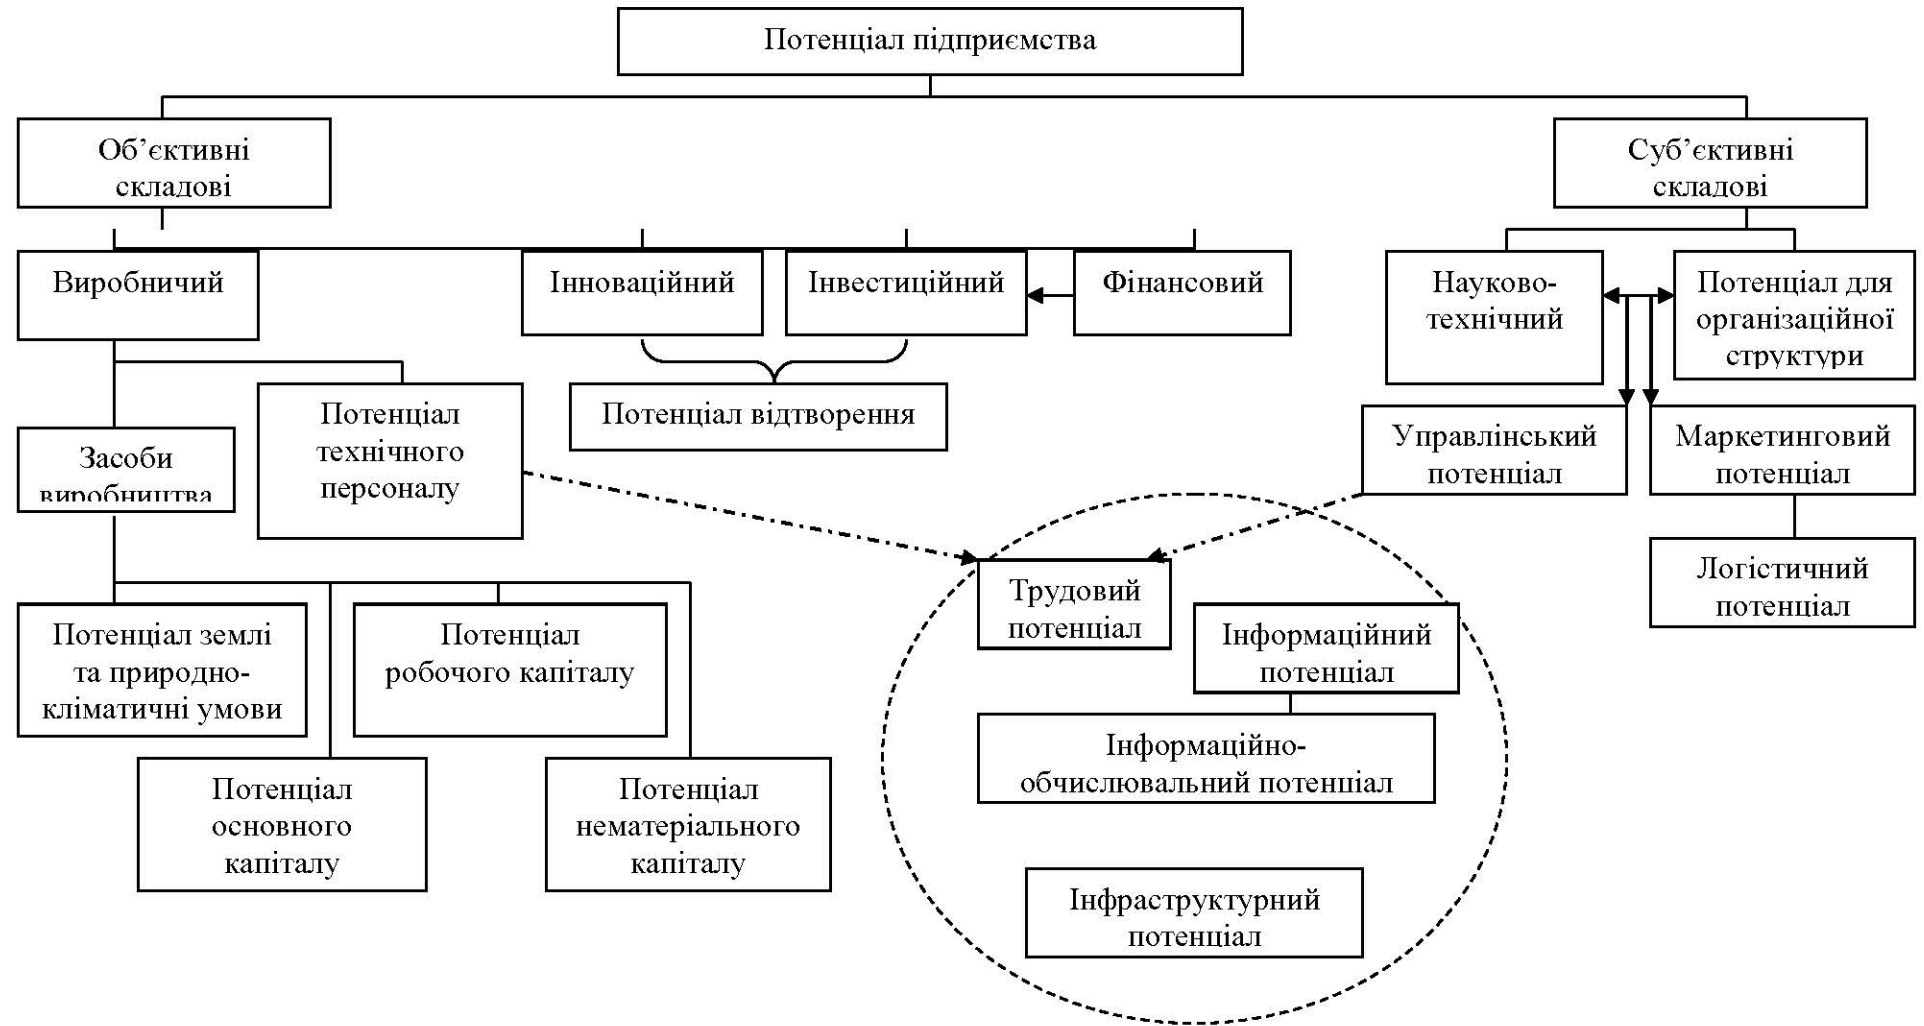 Потенціал підприємства
Об’єктивні
складові
Суб’єктивні
складові
Виробничий
Інноваційний
Інвестиційний
Фінансовий
Науково-
технічний
Потенціал для
організаційної
структури
Потенціал
технічного
персоналу
Потенціал відтворення
Управлінський
потенціал
Маркетинговий
потенціал
Засоби
виробництва
Трудовий
потенціал
Логістичний
потенціал
Потенціал землі
та природно-
кліматичні умови
Потенціал
робочого капіталу
Інформаційний
потенціал
Інформаційно-
обчислювальний потенціал
Потенціал
основного
капіталу
Потенціал
нематеріального
капіталу
Інфраструктурний
потенціал